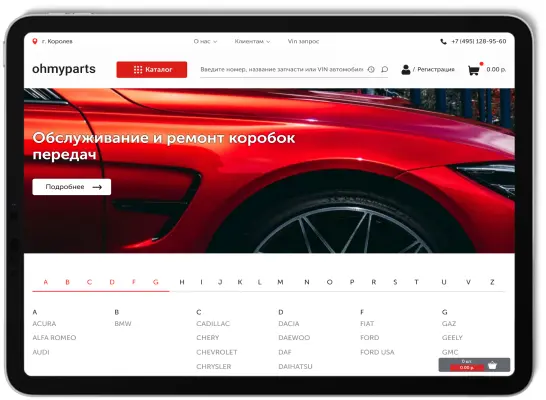 г. Королев
О нас
Клиентам
Vin запрос
+7 (495) 128-95-60
ohmyparts
Каталог
Введите номер, название запчасти или VIN автомобиля
/ Регистрация
0.00 р.
Обслуживание и ремонт коробок
передач
Подробнее
A B C D F G H I J K L M N O P R S T U V Z
A B C D F G
ACURA BMW CADILLAC DACIA FIAT GAZ
ALFA ROMEO CHERY DAEWOO FORD GEELY
AUDI CHEVROLET DAF FORD USA GMC
CHRYSLER DAIHATSU
0 шт.
0.00 р.